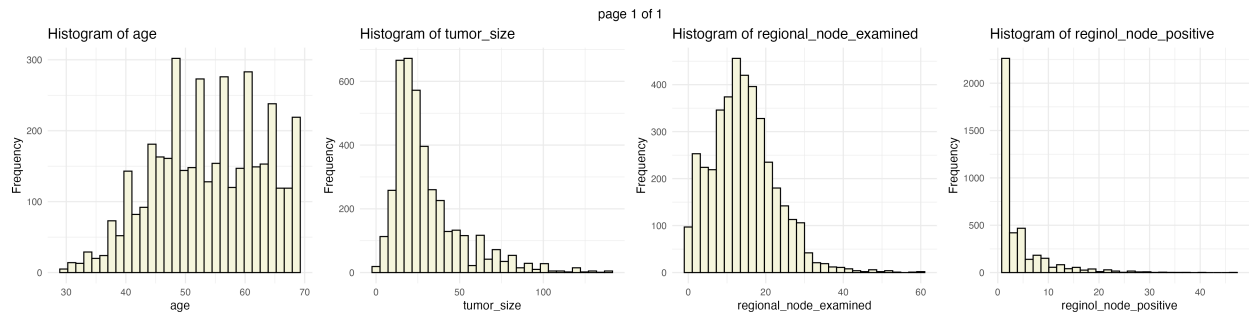 page 1 of 1
Histogram of age
300
200
100
0
Frequency
30 40 50 60 70
age
Histogram of tumor_size
600
400
200
0
Frequency
0 50 100
tumor_size
Histogram of regional_node_examined
400
300
200
100
0
Frequency
0 20 40 60
regional_node_examined
Histogram of reginol_node_positive
2000
1500
1000
500
0
Frequency
0 10 20 30 40
reginol_node_positive